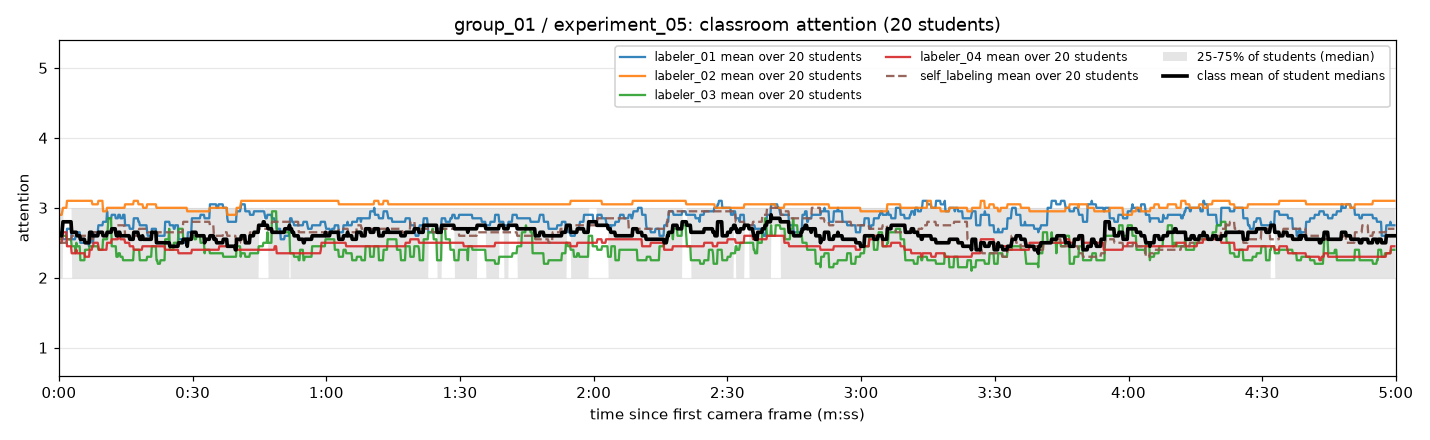 group_01 / experiment_05: classroom attention (20 students)
labeler_01 mean over 20 students
labeler_02 mean over 20 students
labeler_03 mean over 20 students
labeler_04 mean over 20 students
self_labeling mean over 20 students
25-75% of students (median)
class mean of student medians
attention
5
4
3
2
1
0:00 0:30 1:00 1:30 2:00 2:30 3:00 3:30 4:00 4:30 5:00
time since first camera frame (m:ss)